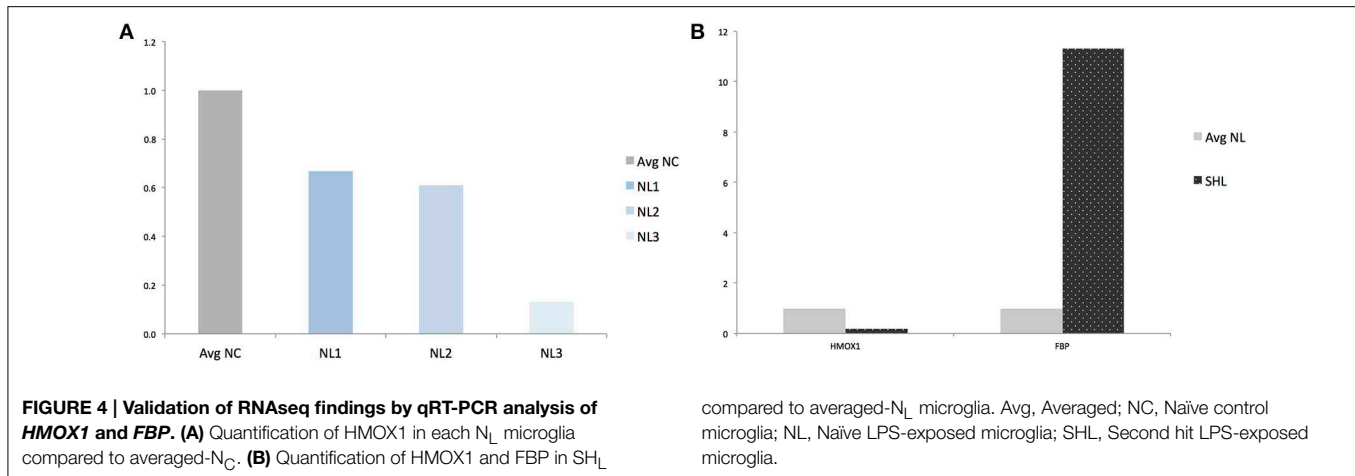 A
1.2
1.0
0.8
0.6
0.4
0.2
0.0
Avg NC
NL1
NL2
NL3
Avg NC
NL1
NL2
NL3
B
12
10
8
6
4
2
0
HMOX1
FBP
Avg NL
SHL
FIGURE 4 | Validation of RNAseq findings by qRT-PCR analysis of
HMOX1 and FBP. (A) Quantification of HMOX1 in each NL microglia
compared to averaged-NC. (B) Quantification of HMOX1 and FBP in SHL
compared to averaged-NL microglia. Avg, Averaged; NC, Naïve control
microglia; NL, Naïve LPS-exposed microglia; SHL, Second hit LPS-exposed
microglia.